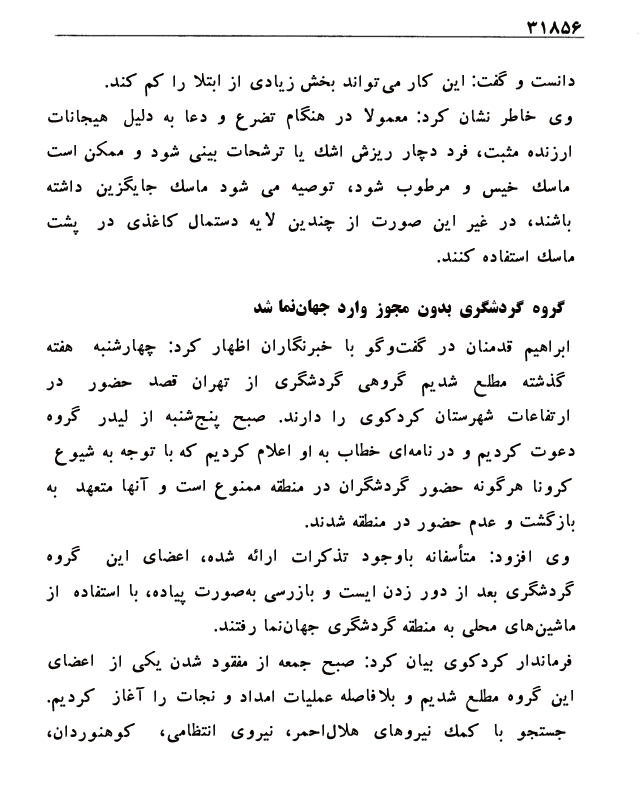 ۳۱۸۵۶
دانست و گفت: این کار می‌تواند بخش زیادی از ابتلا را کم کند.
وی خاطر نشان کرد: معمولا در هنگام تضرع و دعا به دلیل هیجانات
ارزنده مثبت، فرد دچار ریزش اشك یا ترشحات بینی شود و ممکن است
ماسك خیس و مرطوب شود، توصیه می شود ماسك جایگزین داشته
باشند، در غیر این صورت از چندین لایه دستمال کاغذی در پشت
ماسك استفاده کنند.
گروه گردشگری بدون مجوز وارد جهان‌نما شد
ابراهیم قدمنان در گفت‌وگو با خبرنگاران اظهار کرد: چهارشنبه هفته
گذشته مطلع شدیم گروهی گردشگری از تهران قصد حضور در
ارتفاعات شهرستان کردکوی را دارند. صبح پنج‌شنبه از لیدر گروه
دعوت کردیم و در نامه‌ای خطاب به او اعلام کردیم که با توجه به شیوع
کرونا هرگونه حضور گردشگران در منطقه ممنوع است و آنها متعهد به
بازگشت و عدم حضور در منطقه شدند.
وی افزود: متأسفانه باوجود تذکرات ارائه شده، اعضای این گروه
گردشگری بعد از دور زدن ایست و بازرسی به‌صورت پیاده، با استفاده از
ماشین‌های محلی به منطقه گردشگری جهان‌نما رفتند.
فرماندار کردکوی بیان کرد: صبح جمعه از مفقود شدن یکی از اعضای
این گروه مطلع شدیم و بلافاصله عملیات امداد و نجات را آغاز کردیم.
جستجو با کمك نیروهای هلال‌احمر، نیروی انتظامی، کوهنوردان،